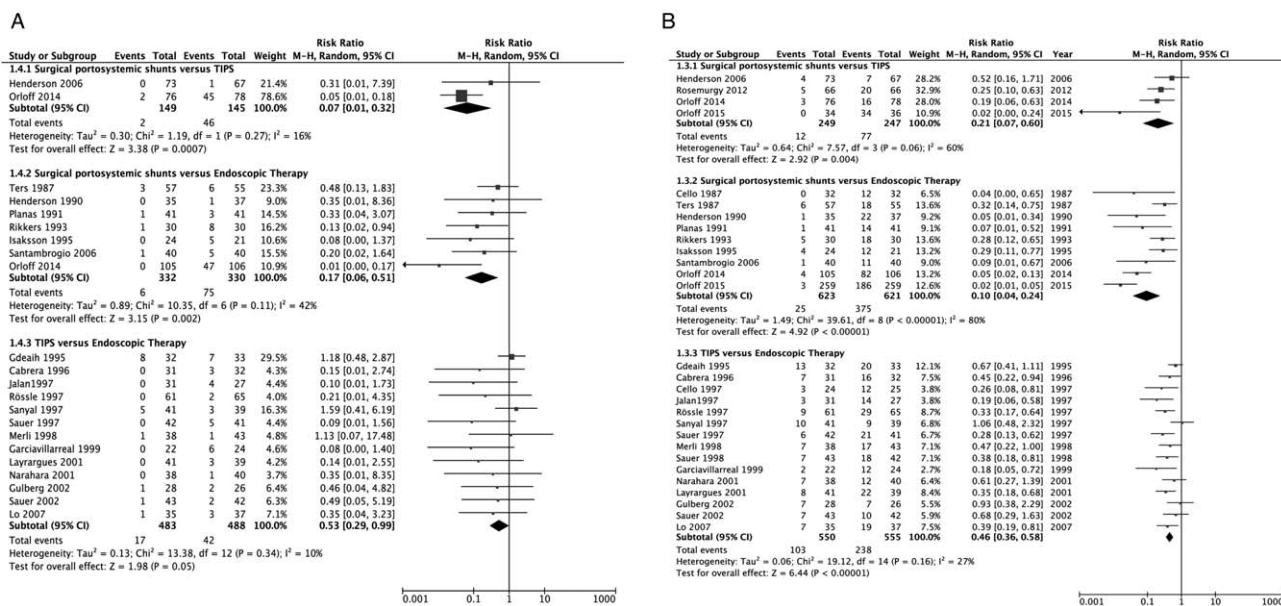 A
Risk Ratio Risk Ratio
Study or Subgroup Events Total Events Total Weight M-H, Random, 95% CI M-H, Random, 95% CI
1.4.1 Surgical portosystemic shunts versus TIPS
Henderson 2006 0 73 1 67 21.4% 0.31 [0.01, 7.39]
Orloff 2014 2 76 45 78 78.6% 0.05 [0.01, 0.18]
Subtotal (95% CI) 149 145 100.0% 0.07 [0.01, 0.32]
Total events 2 46
Heterogeneity: Tau² = 0.30; Chi² = 1.19, df = 1 (P = 0.27); I² = 16%
Test for overall effect: Z = 3.38 (P = 0.0007)
1.4.2 Surgical portosystemic shunts versus Endoscopic Therapy
Ters 1987 3 57 6 55 23.3% 0.48 [0.13, 1.83]
Henderson 1990 0 35 1 37 9.0% 0.35 [0.01, 8.36]
Planas 1991 1 41 3 41 14.5% 0.33 [0.04, 3.07]
Rikkers 1993 1 30 8 30 16.2% 0.13 [0.02, 0.94]
Isaksson 1995 0 24 5 21 10.6% 0.08 [0.00, 1.37]
Santambrogio 2006 1 40 5 40 15.5% 0.20 [0.02, 1.64]
Orloff 2014 0 105 47 106 10.9% 0.01 [0.00, 0.17]
Subtotal (95% CI) 332 330 100.0% 0.17 [0.06, 0.51]
Total events 6 75
Heterogeneity: Tau² = 0.89; Chi² = 10.35, df = 6 (P = 0.11); I² = 42%
Test for overall effect: Z = 3.15 (P = 0.002)
1.4.3 TIPS versus Endoscopic Therapy
Gdeaih 1995 8 32 7 33 29.5% 1.18 [0.48, 2.87]
Cabrera 1996 0 31 3 32 4.3% 0.15 [0.01, 2.74]
Jalan1997 0 31 4 27 4.4% 0.10 [0.01, 1.73]
Rössle 1997 0 61 2 65 4.0% 0.21 [0.01, 4.35]
Sanyal 1997 5 41 3 39 16.3% 1.59 [0.41, 6.19]
Sauer 1997 0 42 5 41 4.5% 0.09 [0.01, 1.56]
Merli 1998 1 38 1 43 4.8% 1.13 [0.07, 17.48]
Garciavillarreal 1999 0 22 6 24 4.7% 0.08 [0.00, 1.40]
Layrargues 2001 0 41 3 39 4.2% 0.14 [0.01, 2.55]
Narahara 2001 0 38 1 40 3.6% 0.35 [0.01, 8.35]
Gulberg 2002 1 28 2 26 6.5% 0.46 [0.04, 4.82]
Sauer 2002 1 43 2 42 6.3% 0.49 [0.05, 5.19]
Lo 2007 1 35 3 37 7.1% 0.35 [0.04, 3.23]
Subtotal (95% CI) 483 488 100.0% 0.53 [0.29, 0.99]
Total events 17 42
Heterogeneity: Tau² = 0.13; Chi² = 13.38, df = 12 (P = 0.34); I² = 10%
Test for overall effect: Z = 1.98 (P = 0.05)
0.001 0.1 1 10 1000
B
Risk Ratio Risk Ratio
Study or Subgroup Events Total Events Total Weight M-H, Random, 95% CI Year M-H, Random, 95% CI
1.3.1 Surgical portosystemic shunts versus TIPS
Henderson 2006 4 73 7 67 28.2% 0.52 [0.16, 1.71] 2006
Rosemurgy 2012 5 66 20 66 32.9% 0.25 [0.10, 0.63] 2012
Orloff 2014 3 76 16 78 28.0% 0.19 [0.06, 0.63] 2014
Orloff 2015 0 34 34 36 10.9% 0.02 [0.00, 0.24] 2015
Subtotal (95% CI) 249 247 100.0% 0.21 [0.07, 0.60]
Total events 12 77
Heterogeneity: Tau² = 0.64; Chi² = 7.57, df = 3 (P = 0.06); I² = 60%
Test for overall effect: Z = 2.92 (P = 0.004)
1.3.2 Surgical portosystemic shunts versus Endoscopic Therapy
Cello 1987 0 32 12 32 6.5% 0.04 [0.00, 0.65] 1987
Ters 1987 6 57 18 55 13.8% 0.32 [0.14, 0.75] 1987
Henderson 1990 1 35 22 37 9.2% 0.05 [0.01, 0.34] 1990
Planas 1991 1 41 14 41 9.1% 0.07 [0.01, 0.52] 1991
Rikkers 1993 5 30 18 30 13.8% 0.28 [0.12, 0.65] 1993
Isaksson 1995 4 24 12 21 13.4% 0.29 [0.11, 0.77] 1995
Santambrogio 2006 1 40 11 40 9.0% 0.09 [0.01, 0.67] 2006
Orloff 2014 4 105 82 106 13.2% 0.05 [0.02, 0.13] 2014
Orloff 2015 3 259 186 259 12.6% 0.02 [0.01, 0.05] 2015
Subtotal (95% CI) 623 621 100.0% 0.10 [0.04, 0.24]
Total events 25 375
Heterogeneity: Tau² = 1.49; Chi² = 39.61, df = 8 (P < 0.00001); I² = 80%
Test for overall effect: Z = 4.92 (P < 0.00001)
1.3.3 TIPS versus Endoscopic Therapy
Gdeaih 1995 13 32 20 33 12.1% 0.67 [0.41, 1.11] 1995
Cabrera 1996 7 31 16 32 7.2% 0.45 [0.22, 0.94] 1996
Cello 1997 3 24 12 25 3.6% 0.26 [0.08, 0.81] 1997
Jalan1997 3 31 14 27 3.6% 0.19 [0.06, 0.58] 1997
Rössle 1997 9 61 29 65 8.7% 0.33 [0.17, 0.64] 1997
Sanyal 1997 10 41 9 39 6.4% 1.06 [0.48, 2.32] 1997
Sauer 1997 6 42 21 41 6.7% 0.28 [0.13, 0.62] 1997
Merli 1998 7 38 17 43 6.9% 0.47 [0.22, 1.00] 1998
Sauer 1998 7 43 18 42 7.0% 0.38 [0.18, 0.81] 1998
Garciavillarreal 1999 2 22 12 24 2.7% 0.18 [0.05, 0.72] 1999
Narahara 2001 7 38 12 40 5.8% 0.61 [0.27, 1.39] 2001
Layrargues 2001 8 41 22 39 8.4% 0.35 [0.18, 0.68] 2001
Gulberg 2002 7 28 7 26 5.0% 0.93 [0.38, 2.29] 2002
Sauer 2002 7 43 10 42 5.5% 0.68 [0.29, 1.63] 2002
Lo 2007 7 35 19 37 7.5% 0.39 [0.19, 0.81] 2007
Subtotal (95% CI) 550 555 100.0% 0.46 [0.36, 0.58]
Total events 103 238
Heterogeneity: Tau² = 0.06; Chi² = 19.12, df = 14 (P = 0.16); I² = 27%
Test for overall effect: Z = 6.44 (P < 0.00001)
0.001 0.1 1 10 1000